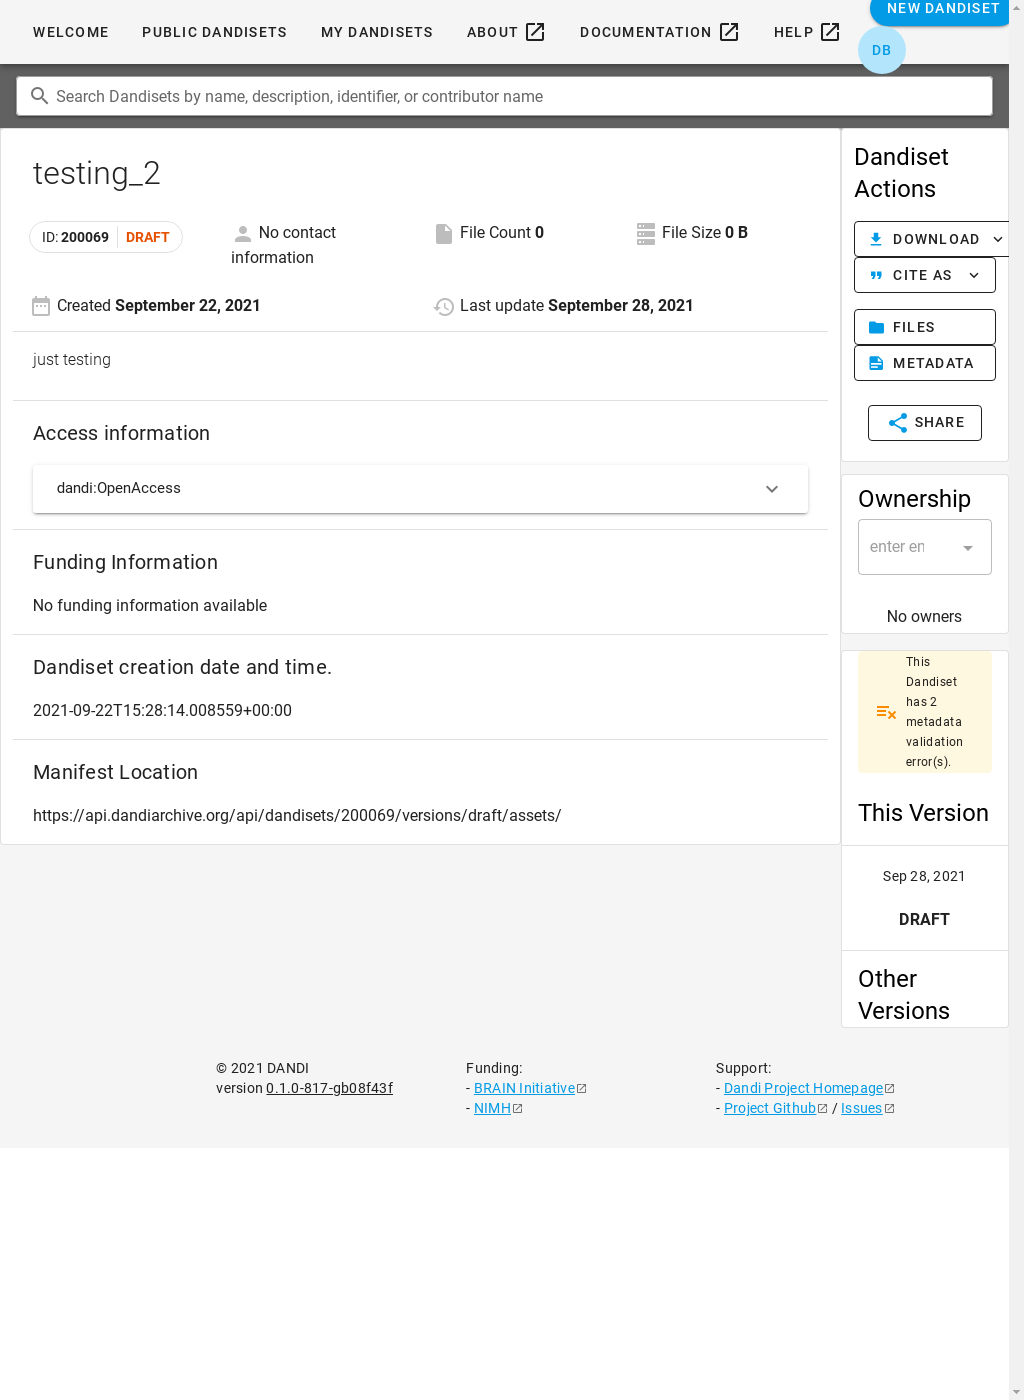 WELCOME PUBLIC DANDISETS MY DANDISETS ABOUT DOCUMENTATION HELP NEW DANDISET
DB
Search Dandisets by name, description, identifier, or contributor name
testing_2
ID: 200069 DRAFT
No contact information
File Count 0
File Size 0 B
Created September 22, 2021
Last update September 28, 2021
just testing
Access information
dandi:OpenAccess
Funding Information
No funding information available
Dandiset creation date and time.
2021-09-22T15:28:14.008559+00:00
Manifest Location
https://api.dandiarchive.org/api/dandisets/200069/versions/draft/assets/
Dandiset
Actions
DOWNLOAD
CITE AS
FILES
METADATA
SHARE
Ownership
enter en
No owners
This
Dandiset
has 2
metadata
validation
error(s).
This Version
Sep 28, 2021
DRAFT
Other
Versions
© 2021 DANDI
version 0.1.0-817-gb08f43f
Funding:
- BRAIN Initiative
- NIMH
Support:
- Dandi Project Homepage
- Project Github / Issues